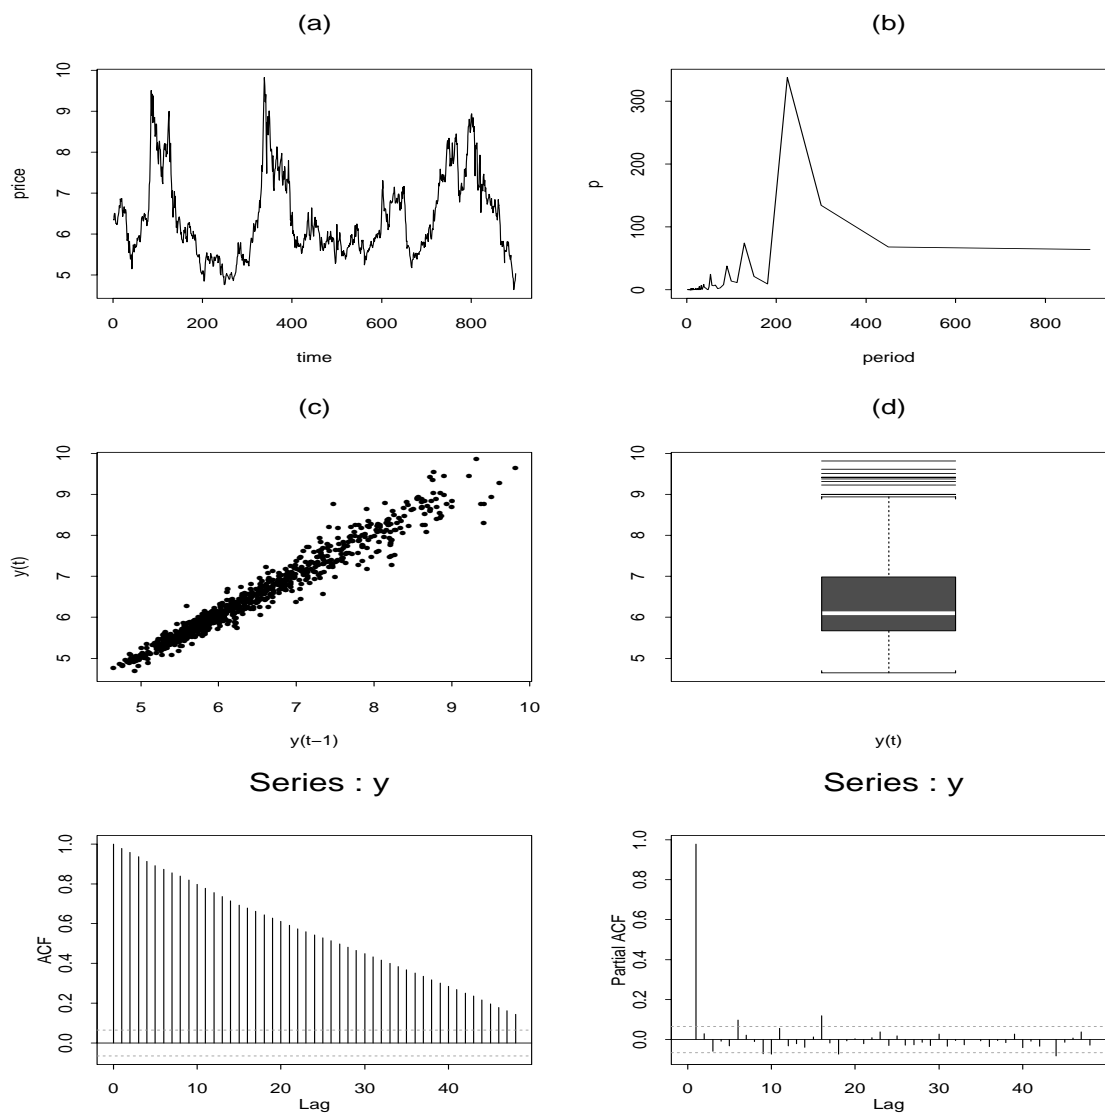 (a)
price
10
9
8
7
6
5
0 200 400 600 800
time
(b)
p
300
200
100
0
0 200 400 600 800
period
(c)
y(t)
10
9
8
7
6
5
5 6 7 8 9 10
y(t−1)
(d)
10
9
8
7
6
5
y(t)
Series : y
ACF
1.0
0.8
0.6
0.4
0.2
0.0
0 10 20 30 40
Lag
Series : y
Partial ACF
1.0
0.8
0.6
0.4
0.2
0.0
0 10 20 30 40
Lag